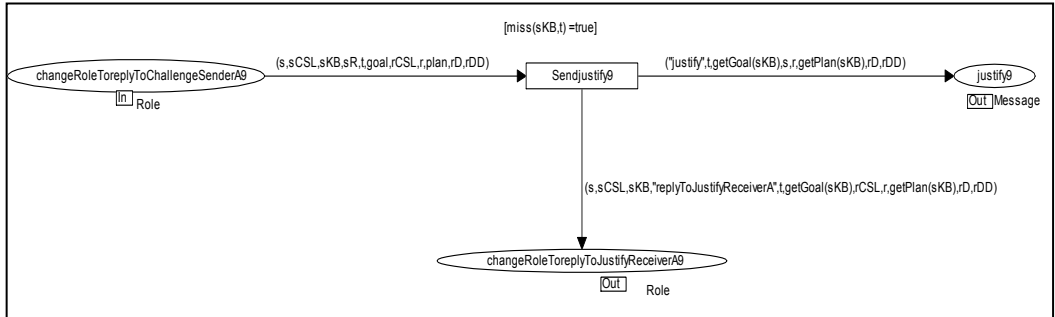 [miss(sKB,t) =true]
(s,sCSL,sKB,sR,t,goal,rCSL,r,plan,rD,rDD)
("justify",t,getGoal(sKB),s,r,getPlan(sKB),rD,rDD)
changeRoleToreplyToChallengeSenderA9
Sendjustify9
justify9
In
Role
Out
Message
(s,sCSL,sKB,"replyToJustifyReceiverA",t,getGoal(sKB),rCSL,r,getPlan(sKB),rD,rDD)
changeRoleToreplyToJustifyReceiverA9
Out
Role